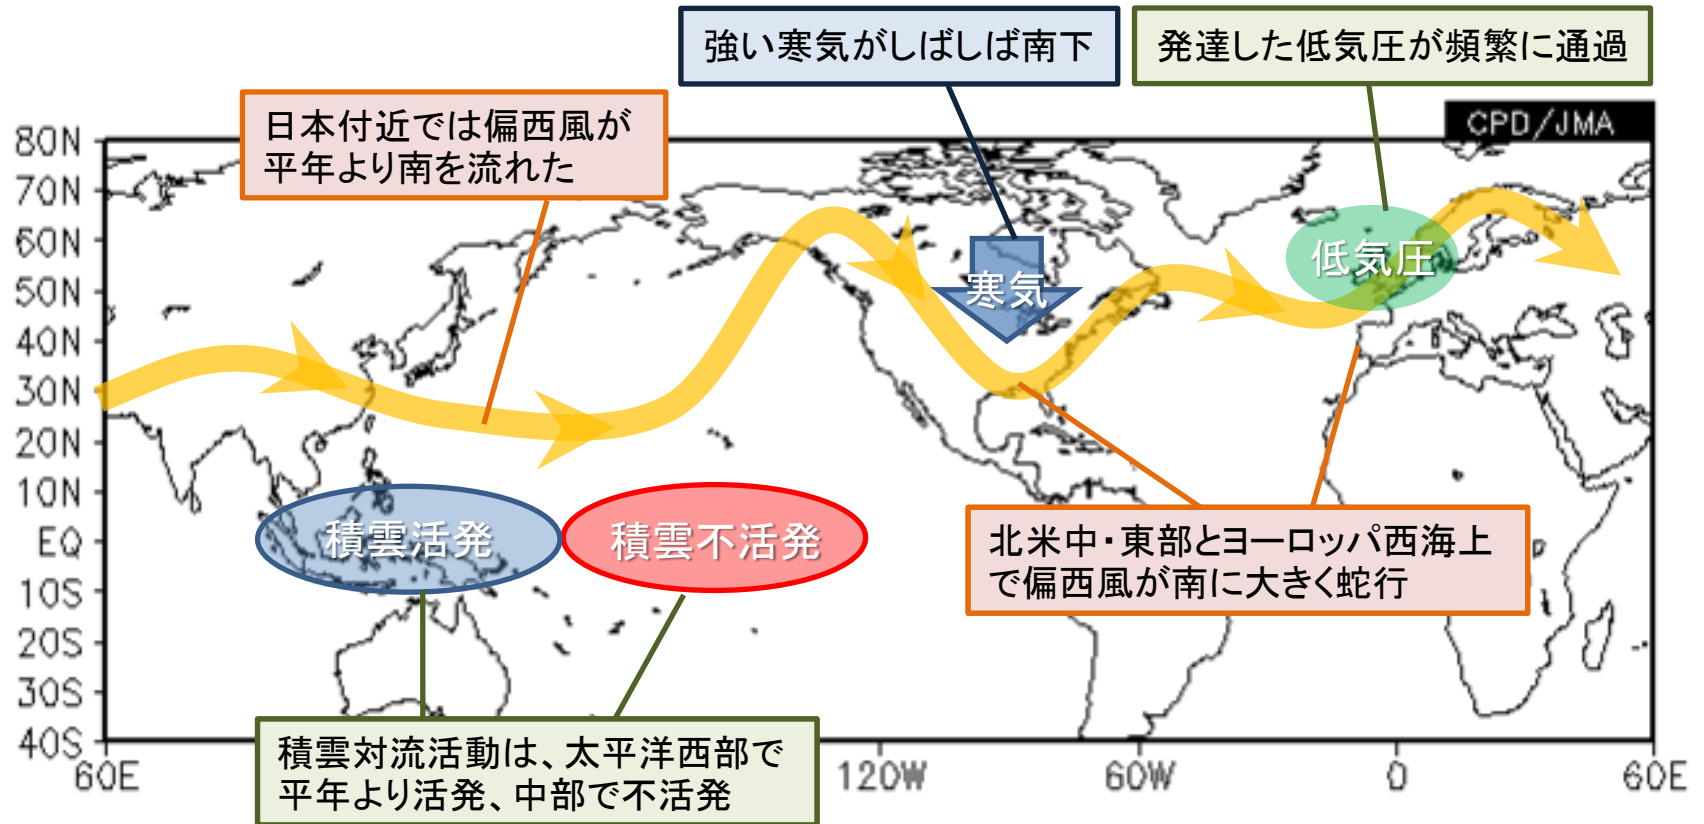 強い寒気がしばしば南下
発達した低気圧が頻繁に通過
日本付近では偏西風が
平年より南を流れた
CPD/JMA
80N
70N
60N
50N
40N
30N
20N
10N
EQ
10S
20S
30S
40S
低気圧
寒気
積雲活発
積雲不活発
北米中・東部とヨーロッパ西海上
で偏西風が南に大きく蛇行
積雲対流活動は、太平洋西部で
平年より活発、中部で不活発
60E
120W
60W
0
60E